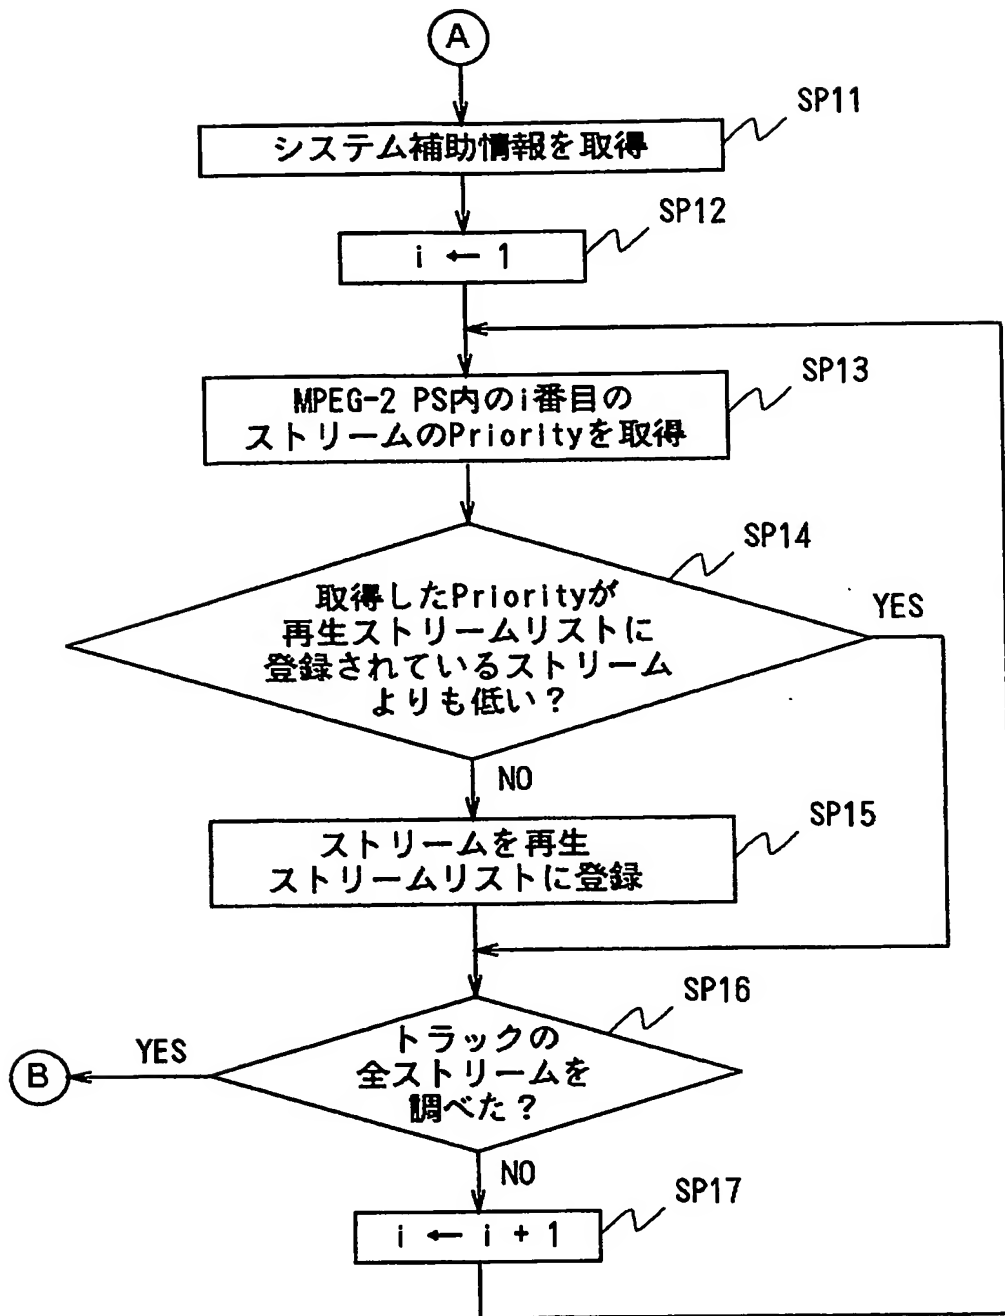 A
SP11
システム補助情報を取得
SP12
i ← 1
SP13
MPEG-2 PS内のi番目の
ストリームのPriorityを取得
SP14
取得したPriorityが
再生ストリームリストに
登録されているストリーム
よりも低い?
YES
NO
SP15
ストリームを再生
ストリームリストに登録
SP16
トラックの
全ストリームを
調べた?
YES
B
NO
SP17
i ← i + 1